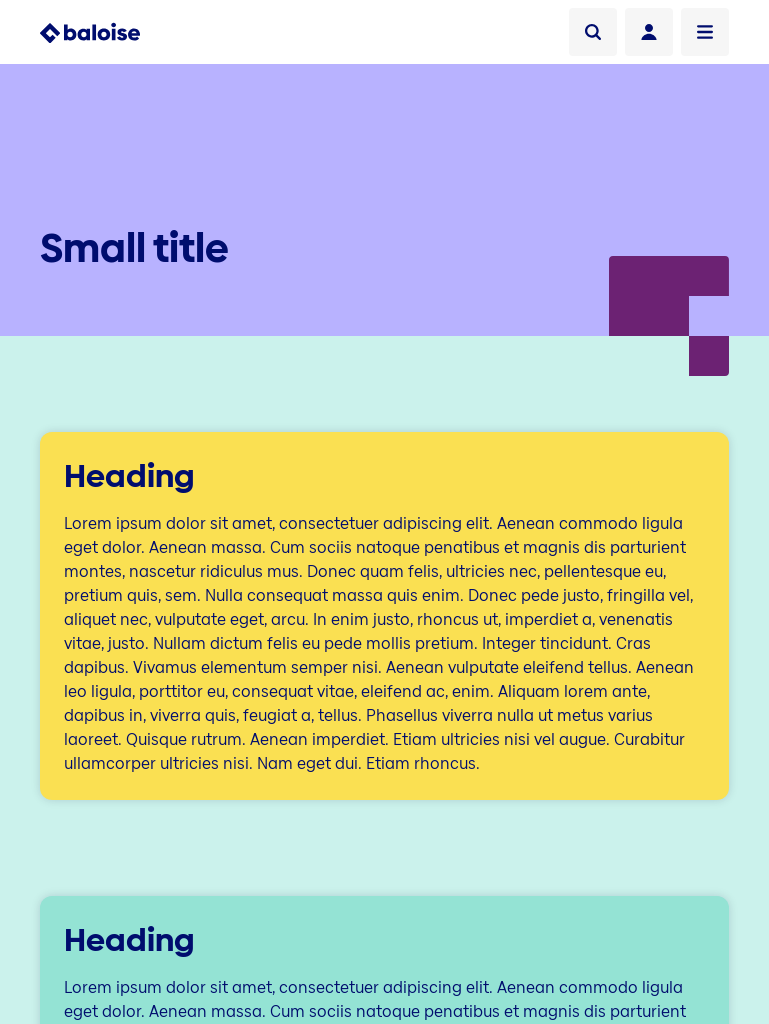 baloise
Small title
Heading
Lorem ipsum dolor sit amet, consectetuer adipiscing elit. Aenean commodo ligula
eget dolor. Aenean massa. Cum sociis natoque penatibus et magnis dis parturient
montes, nascetur ridiculus mus. Donec quam felis, ultricies nec, pellentesque eu,
pretium quis, sem. Nulla consequat massa quis enim. Donec pede justo, fringilla vel,
aliquet nec, vulputate eget, arcu. In enim justo, rhoncus ut, imperdiet a, venenatis
vitae, justo. Nullam dictum felis eu pede mollis pretium. Integer tincidunt. Cras
dapibus. Vivamus elementum semper nisi. Aenean vulputate eleifend tellus. Aenean
leo ligula, porttitor eu, consequat vitae, eleifend ac, enim. Aliquam lorem ante,
dapibus in, viverra quis, feugiat a, tellus. Phasellus viverra nulla ut metus varius
laoreet. Quisque rutrum. Aenean imperdiet. Etiam ultricies nisi vel augue. Curabitur
ullamcorper ultricies nisi. Nam eget dui. Etiam rhoncus.
Heading
Lorem ipsum dolor sit amet, consectetuer adipiscing elit. Aenean commodo ligula
eget dolor. Aenean massa. Cum sociis natoque penatibus et magnis dis parturient